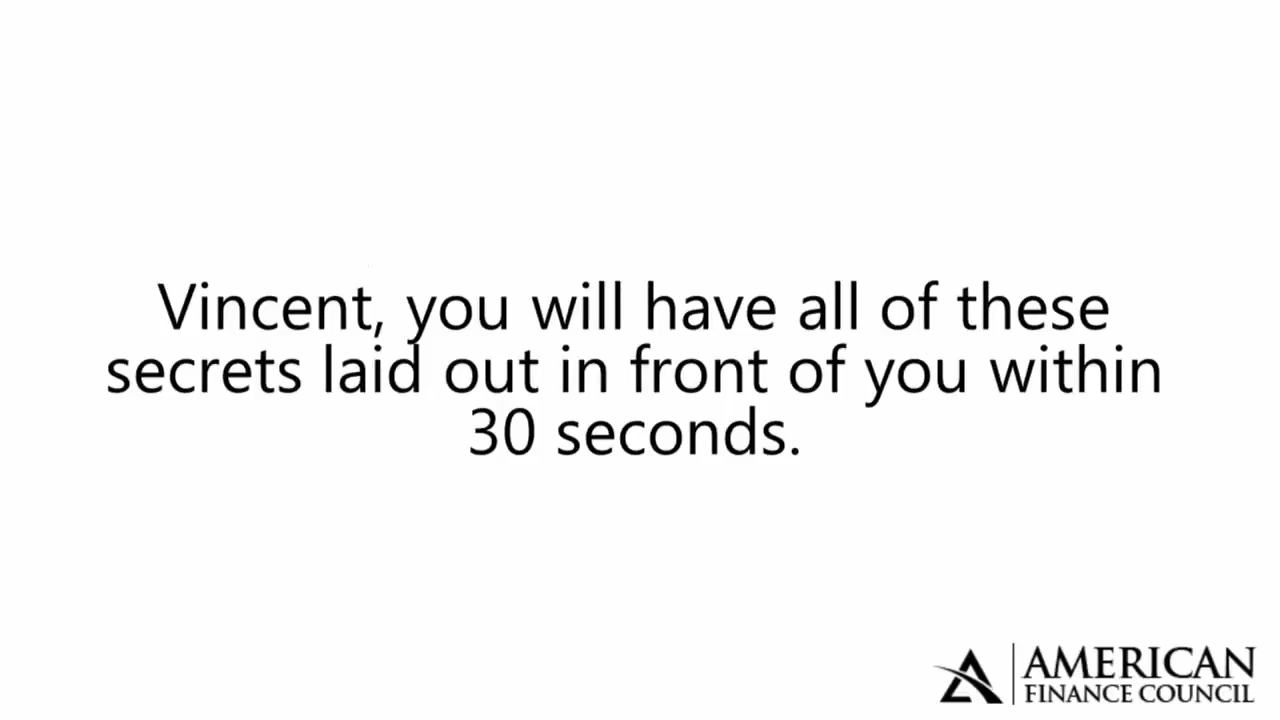 Vincent, you will have all of these
secrets laid out in front of you within
30 seconds.
AMERICAN
FINANCE COUNCIL